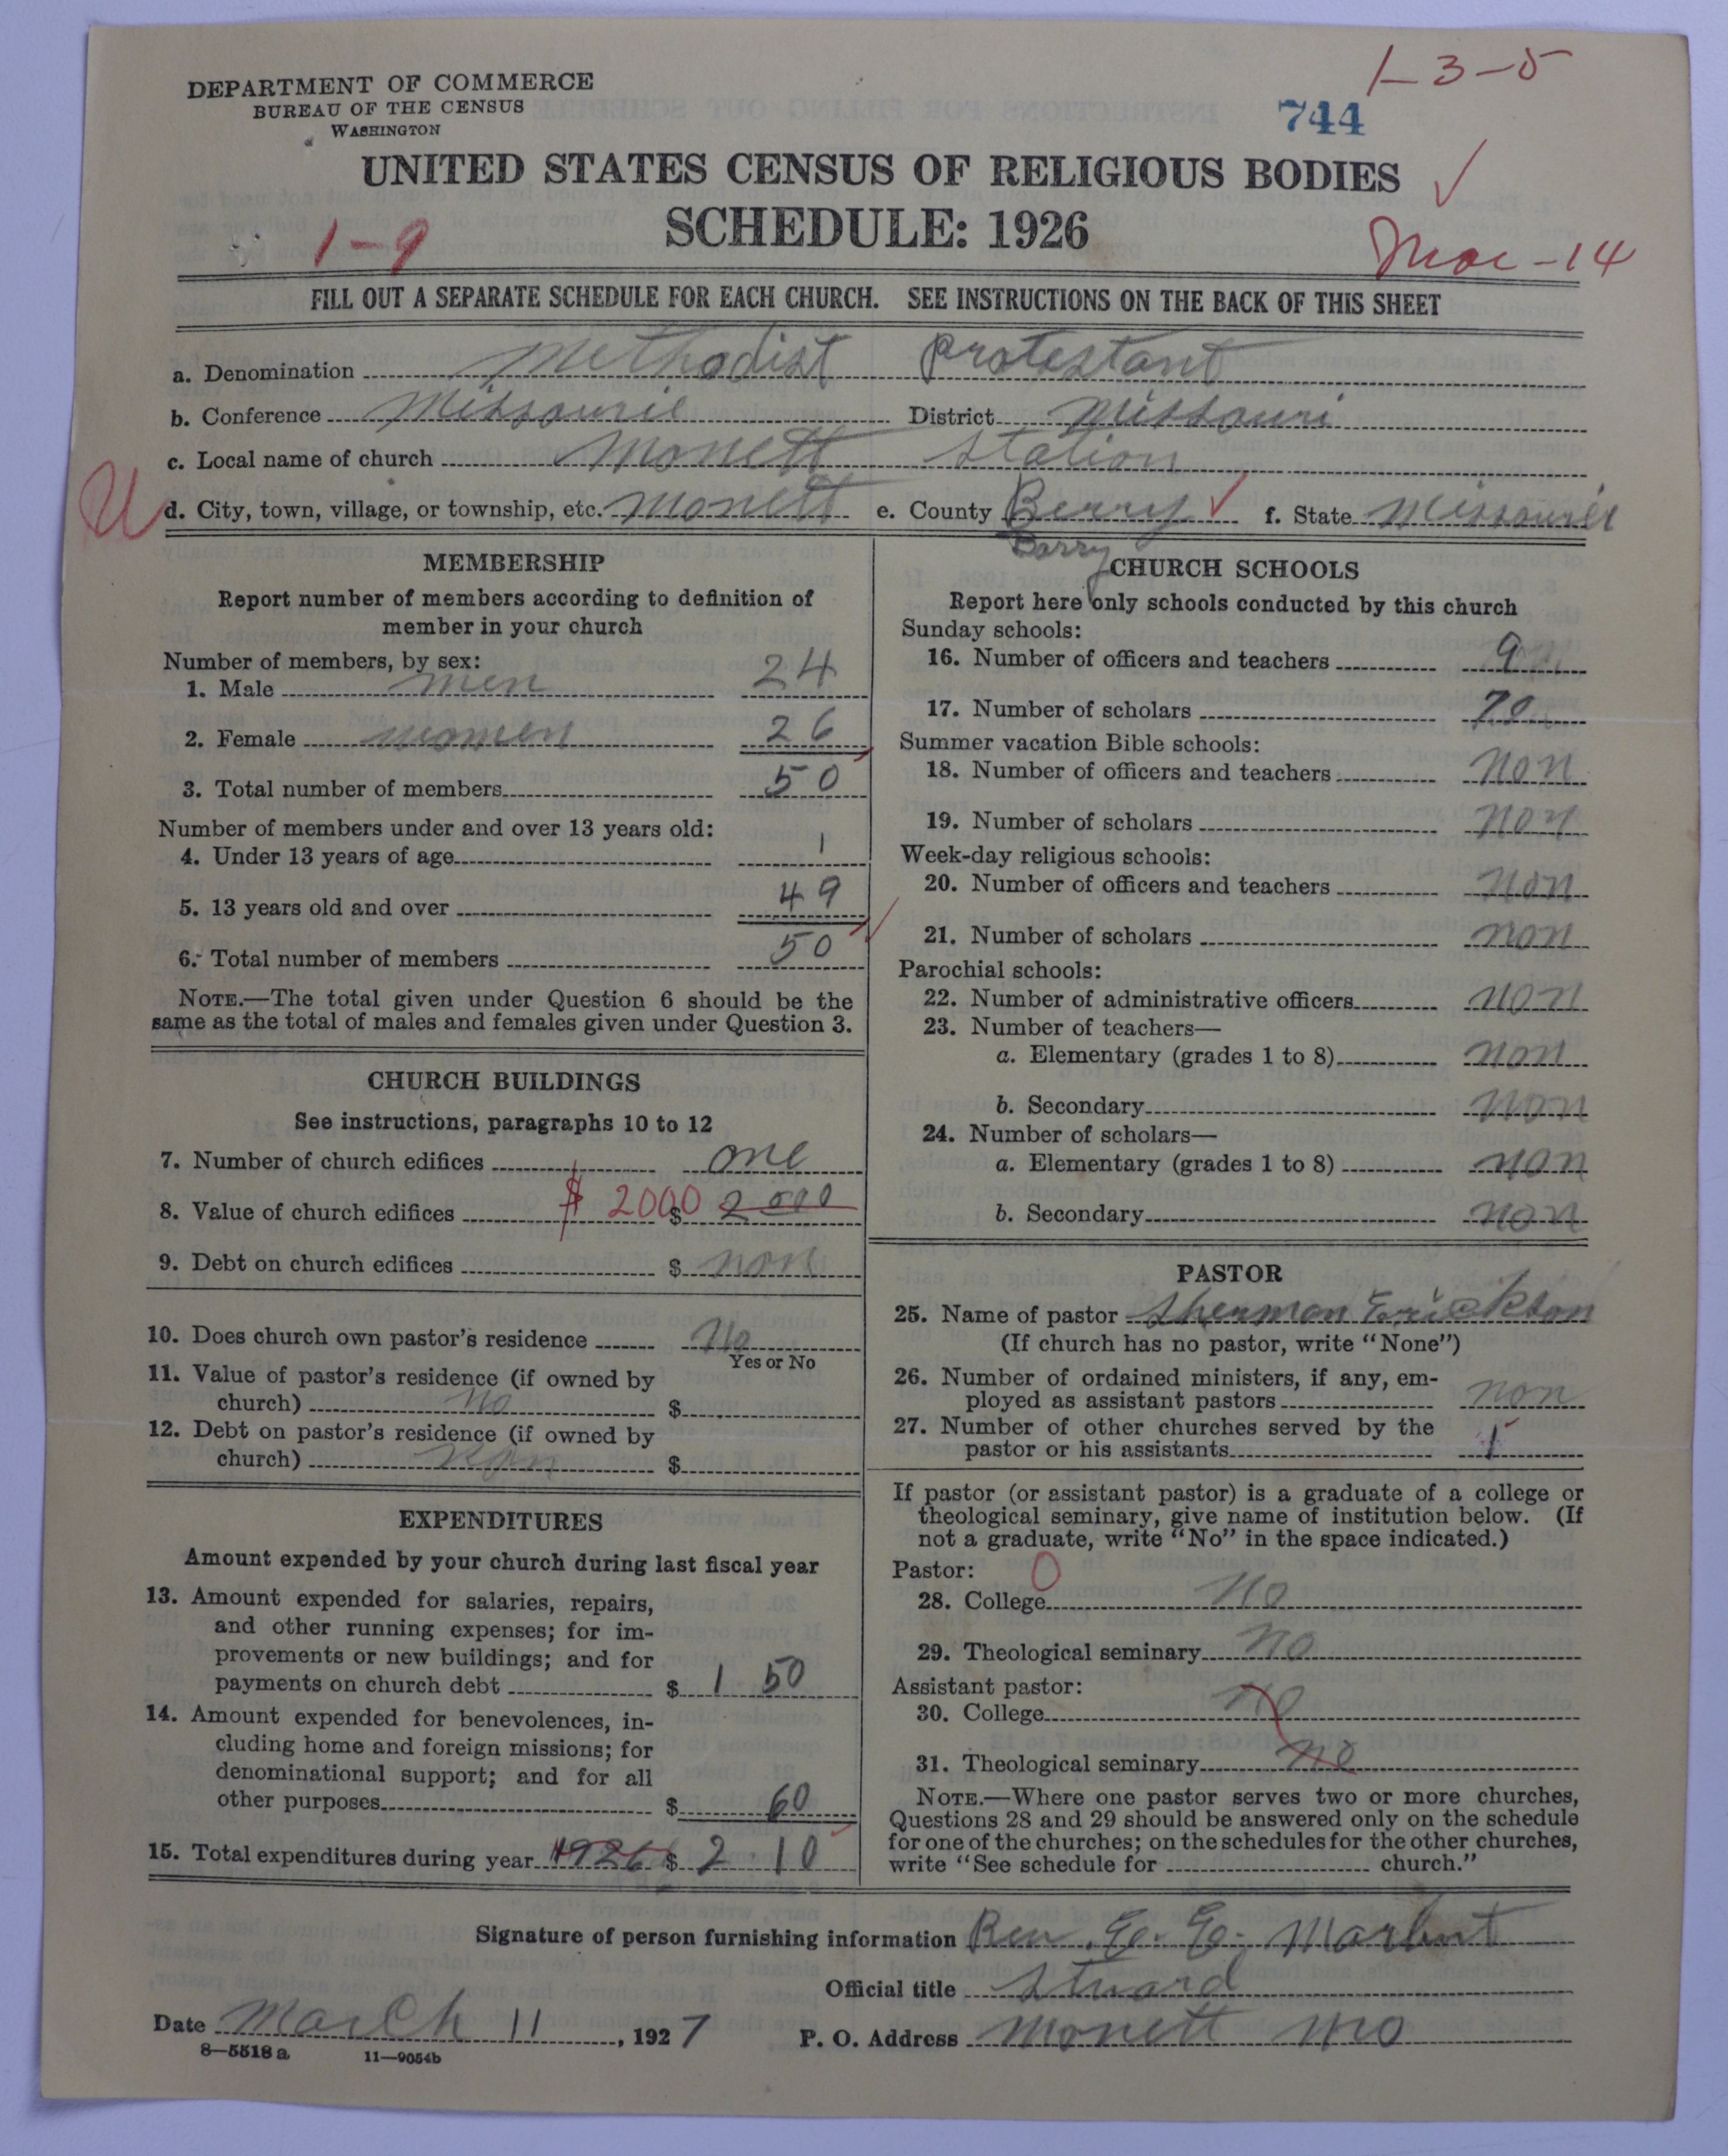 1-3-5
DEPARTMENT OF COMMERCE
BUREAU OF THE CENSUS
WASHINGTON
744
UNITED STATES CENSUS OF RELIGIOUS BODIES
SCHEDULE: 1926
1-9
Mar-14
FILL OUT A SEPARATE SCHEDULE FOR EACH CHURCH. SEE INSTRUCTIONS ON THE BACK OF THIS SHEET
a. Denomination Methodist protestant
b. Conference Missourie District Missouri
c. Local name of church Monett Station
U d. City, town, village, or township, etc. Monett e. County Berry f. State Missourie
Barry
MEMBERSHIP
Report number of members according to definition of
member in your church
Number of members, by sex:
1. Male men 24
2. Female women 26
3. Total number of members 50
Number of members under and over 13 years old:
4. Under 13 years of age 1
5. 13 years old and over 49
6. Total number of members 50
NOTE.—The total given under Question 6 should be the
same as the total of males and females given under Question 3.
CHURCH BUILDINGS
See instructions, paragraphs 10 to 12
7. Number of church edifices one
8. Value of church edifices $ 2000 $ 2000
9. Debt on church edifices $ non
10. Does church own pastor's residence No
Yes or No
11. Value of pastor's residence (if owned by
church) No $
12. Debt on pastor's residence (if owned by
church) Non $
EXPENDITURES
Amount expended by your church during last fiscal year
13. Amount expended for salaries, repairs,
and other running expenses; for im-
provements or new buildings; and for
payments on church debt $ 1 50
14. Amount expended for benevolences, in-
cluding home and foreign missions; for
denominational support; and for all
other purposes $ 60
15. Total expenditures during year 1926 $ 2 10
CHURCH SCHOOLS
Report here only schools conducted by this church
Sunday schools:
16. Number of officers and teachers 9
17. Number of scholars 70
Summer vacation Bible schools:
18. Number of officers and teachers Non
19. Number of scholars Non
Week-day religious schools:
20. Number of officers and teachers Non
21. Number of scholars non
Parochial schools:
22. Number of administrative officers non
23. Number of teachers—
a. Elementary (grades 1 to 8) non
b. Secondary non
24. Number of scholars—
a. Elementary (grades 1 to 8) non
b. Secondary non
PASTOR
25. Name of pastor Shermon Erickson
(If church has no pastor, write "None")
26. Number of ordained ministers, if any, em-
ployed as assistant pastors non
27. Number of other churches served by the
pastor or his assistants 1
If pastor (or assistant pastor) is a graduate of a college or
theological seminary, give name of institution below. (If
not a graduate, write "No" in the space indicated.)
Pastor: 0
28. College No
29. Theological seminary No
Assistant pastor:
30. College no
31. Theological seminary no
NOTE.—Where one pastor serves two or more churches,
Questions 28 and 29 should be answered only on the schedule
for one of the churches; on the schedules for the other churches,
write "See schedule for church."
Signature of person furnishing information Rev. G. G. Marbut
Official title Stuard
Date March 11, 1927 P. O. Address Monett Mo
8—5518 a 11—9054b